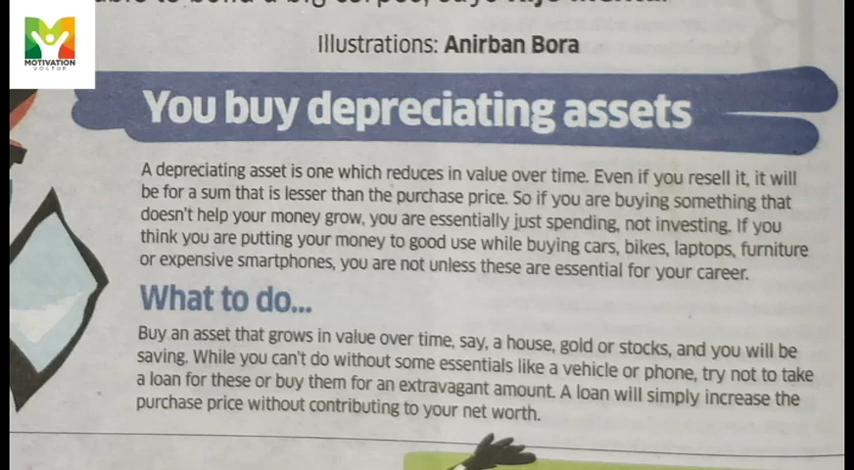 MOTIVATION
DOCTOR
Illustrations: Anirban Bora
You buy depreciating assets
A depreciating asset is one which reduces in value over time. Even if you resell it, it will
be for a sum that is lesser than the purchase price. So if you are buying something that
doesn't help your money grow, you are essentially just spending, not investing. If you
think you are putting your money to good use while buying cars, bikes, laptops, furniture
or expensive smartphones, you are not unless these are essential for your career.
What to do...
Buy an asset that grows in value over time, say, a house, gold or stocks, and you will be
saving. While you can't do without some essentials like a vehicle or phone, try not to take
a loan for these or buy them for an extravagant amount. A loan will simply increase the
purchase price without contributing to your net worth.